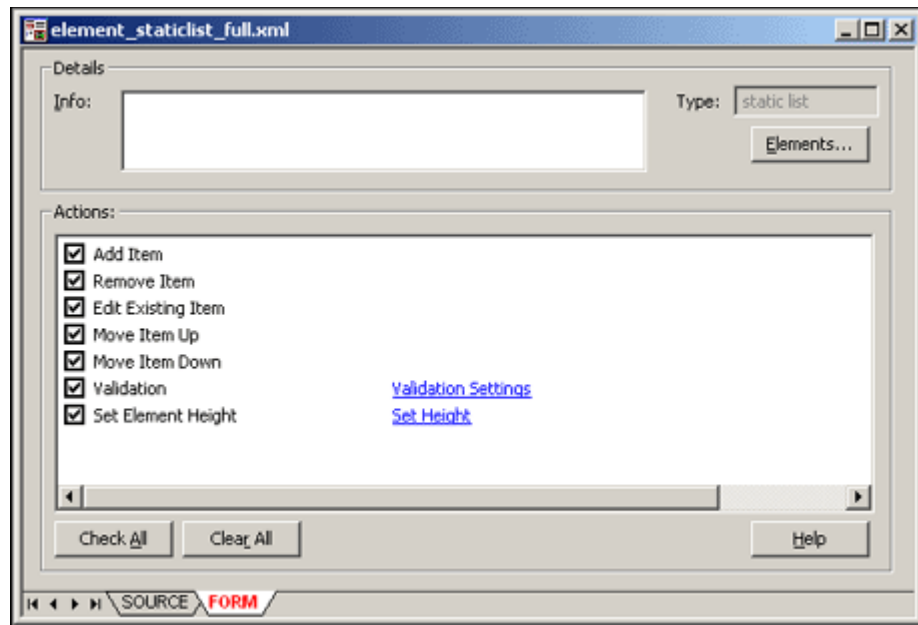 element_staticlist_full.xml
Details
Info:
Type: static list
Elements...
Actions:
Add Item
Remove Item
Edit Existing Item
Move Item Up
Move Item Down
Validation Validation Settings
Set Element Height Set Height
Check All Clear All Help
SOURCE FORM